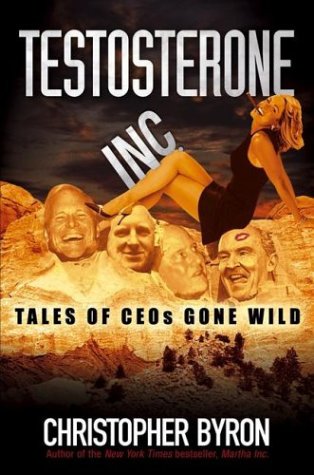 TESTOSTERONE
INC.
TALES OF CEOs GONE WILD
CHRISTOPHER BYRON
Author of the New York Times bestseller, Martha Inc.